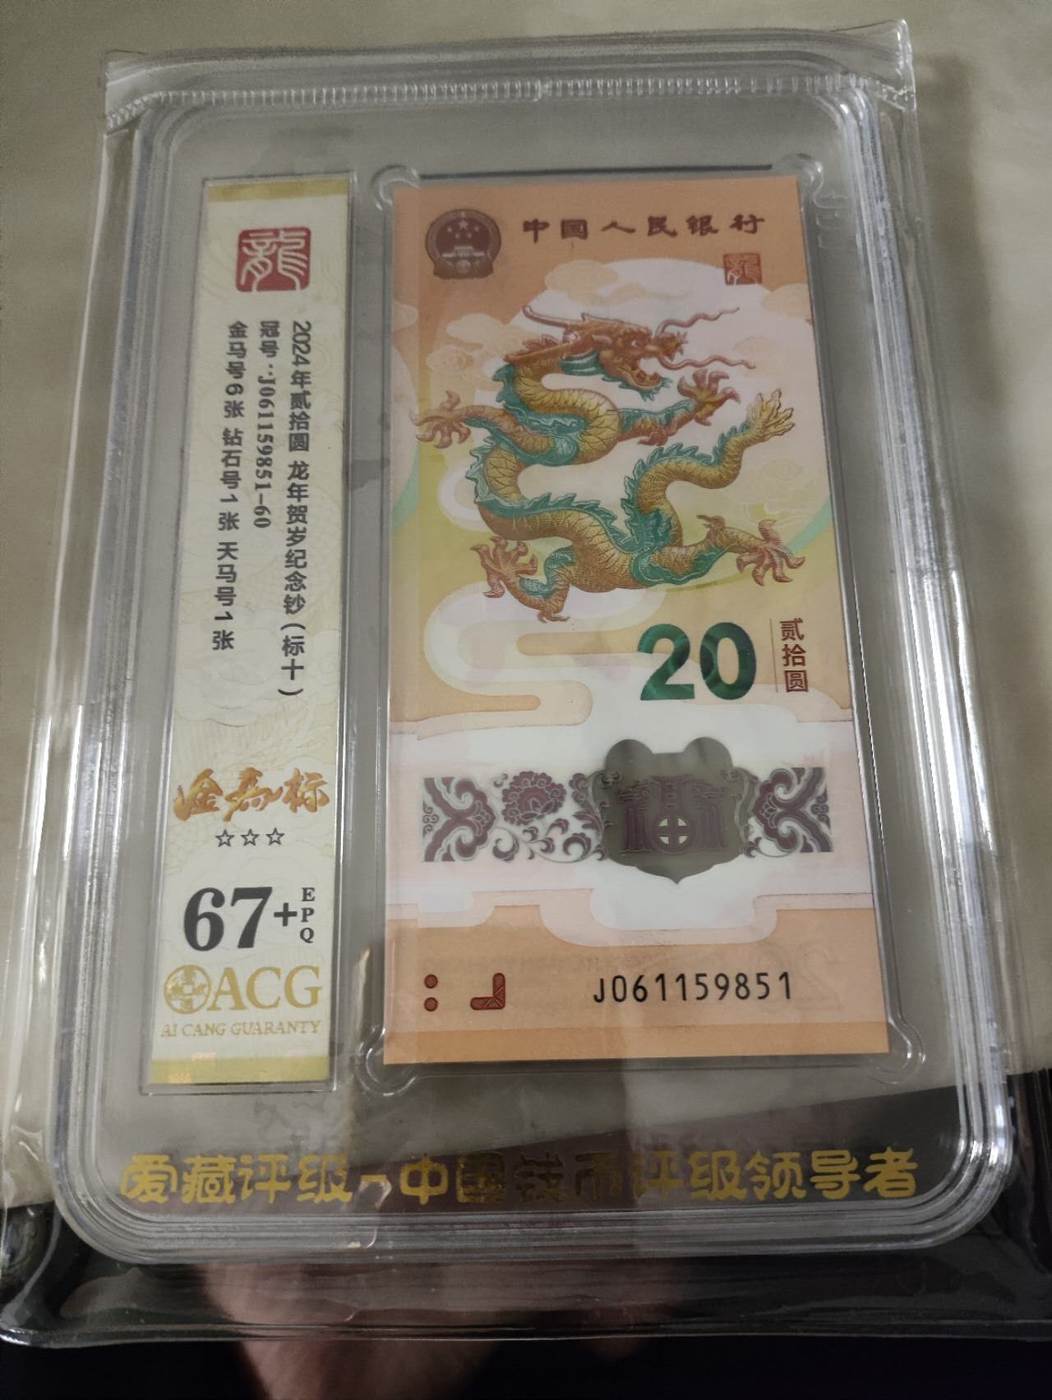 龍
2024年贰拾圆 龙年贺岁纪念钞(标十)
冠号:J061159851-60
金马号6张 钻石号1张 天马号1张
金马标
☆☆☆
67+EPQ
ACG
AI CANG GUARANTY
中国人民银行
龍
20
贰拾圆
福
J061159851
爱藏评级-中国钱币评级领导者